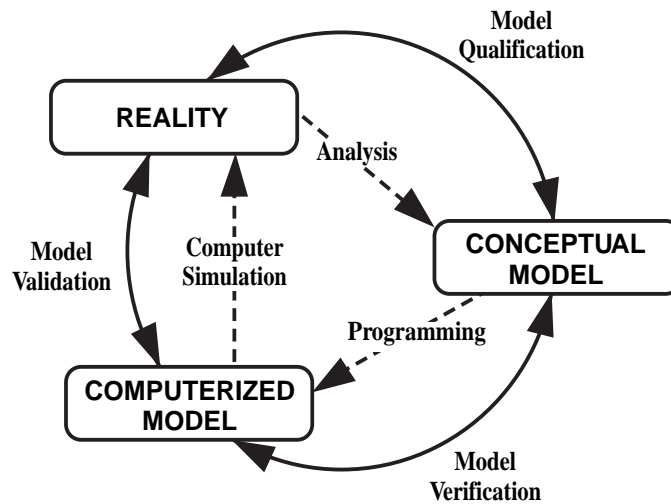 Model
Qualification
REALITY
Analysis
CONCEPTUAL
MODEL
Model
Validation
Computer
Simulation
Programming
COMPUTERIZED
MODEL
Model
Verification